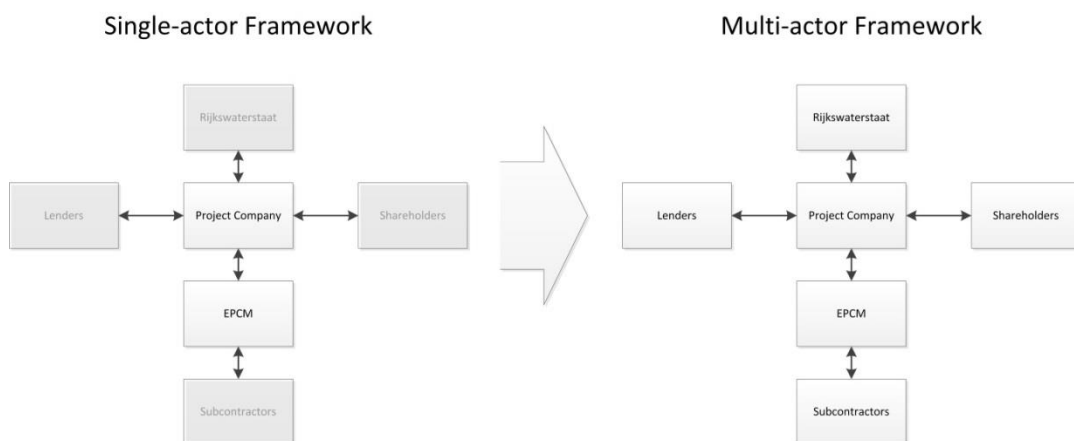 Single-actor Framework
Rijkswaterstaat
Lenders
Project Company
Shareholders
EPCM
Subcontractors
Multi-actor Framework
Rijkswaterstaat
Lenders
Project Company
Shareholders
EPCM
Subcontractors